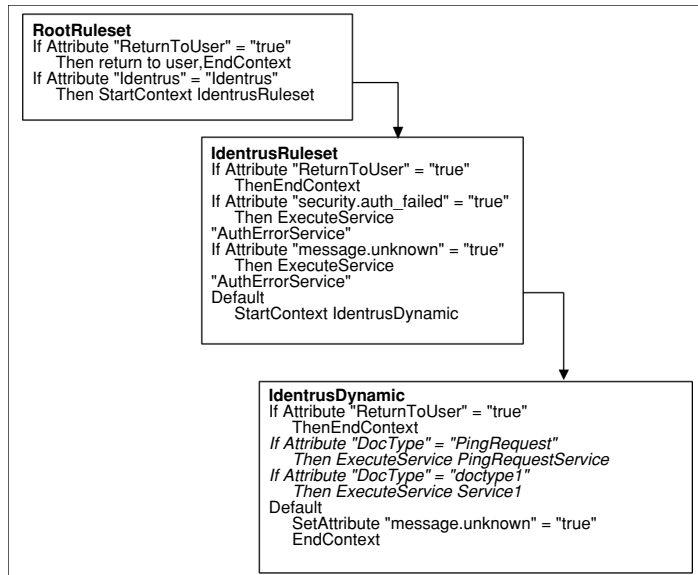 RootRuleset
If Attribute "ReturnToUser" = "true"
Then return to user,EndContext
If Attribute "Identrus" = "Identrus"
Then StartContext IdentrusRuleset
IdentrusRuleset
If Attribute "ReturnToUser" = "true"
ThenEndContext
If Attribute "security.auth_failed" = "true"
Then ExecuteService
"AuthErrorService"
If Attribute "message.unknown" = "true"
Then ExecuteService
"AuthErrorService"
Default
StartContext IdentrusDynamic
IdentrusDynamic
If Attribute "ReturnToUser" = "true"
ThenEndContext
If Attribute "DocType" = "PingRequest"
Then ExecuteService PingRequestService
If Attribute "DocType" = "doctype1"
Then ExecuteService Service1
Default
SetAttribute "message.unknown" = "true"
EndContext